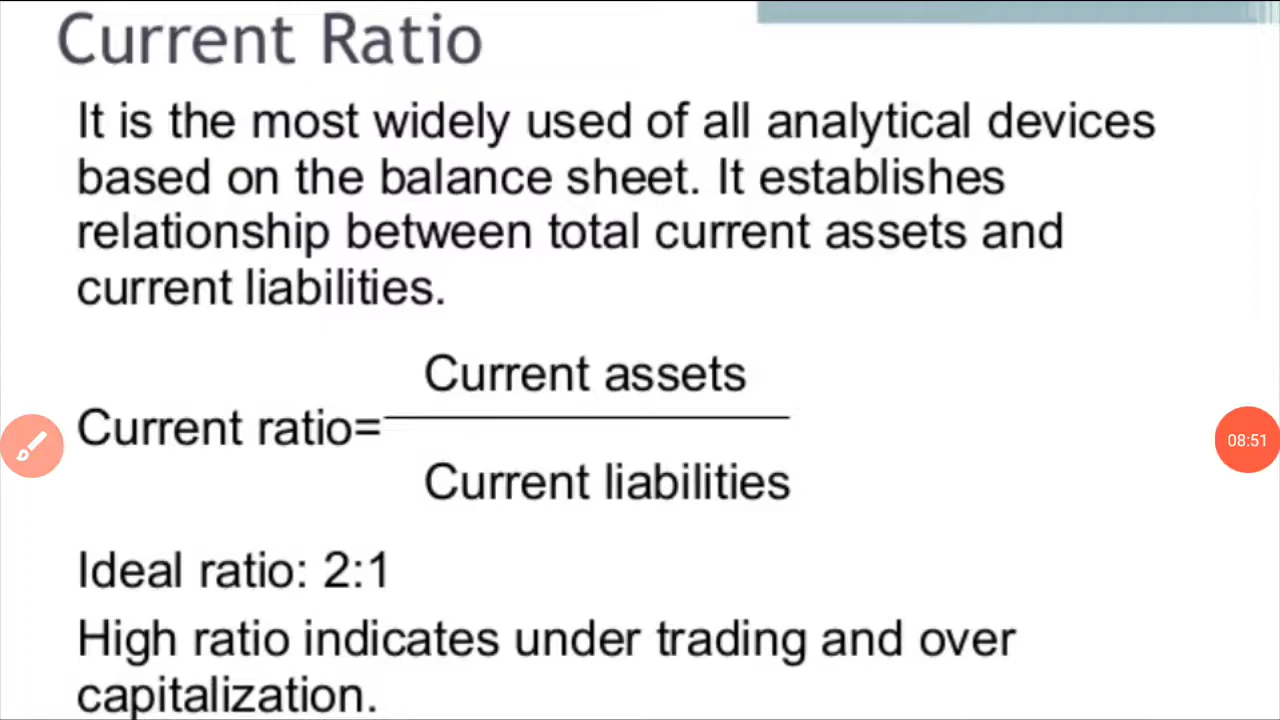 Current Ratio
It is the most widely used of all analytical devices
based on the balance sheet. It establishes
relationship between total current assets and
current liabilities.
Current assets
Current ratio=
Current liabilities
08:51
Ideal ratio: 2:1
High ratio indicates under trading and over
capitalization.